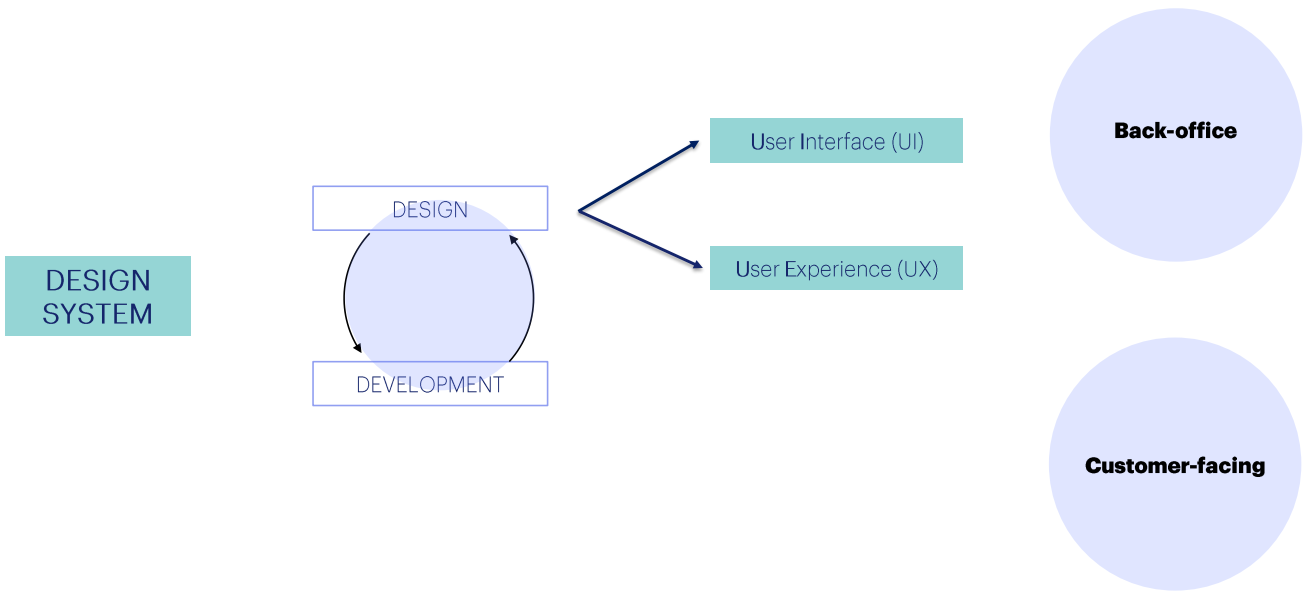 DESIGN
SYSTEM
DESIGN
DEVELOPMENT
User Interface (UI)
User Experience (UX)
Back-office
Customer-facing